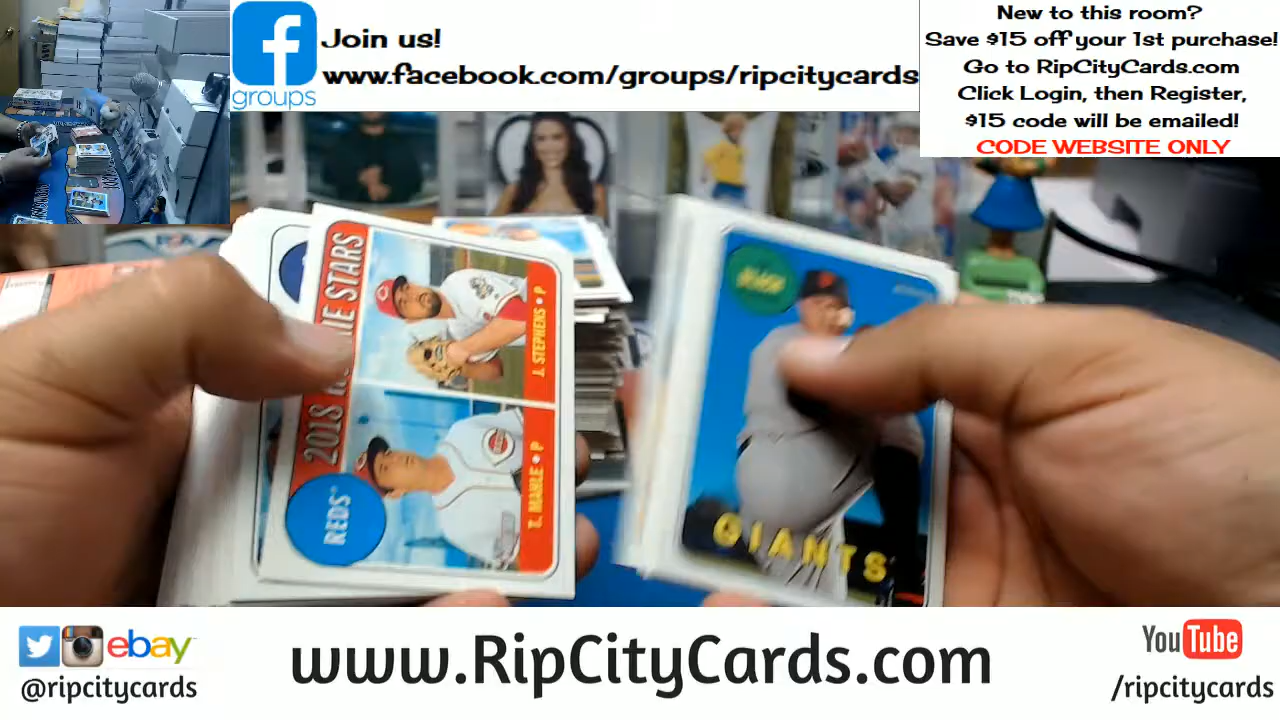 Join us!
www.facebook.com/groups/ripcitycards
groups
New to this room?
Save $15 off your 1st purchase!
Go to RipCityCards.com
Click Login, then Register,
$15 code will be emailed!
CODE WEBSITE ONLY
2018
IE STARS
J. STEPHENS • P
T. MAHLE • P
REDS
GIANTS
ebay
@ripcitycards
www.RipCityCards.com
YouTube
/ripcitycards